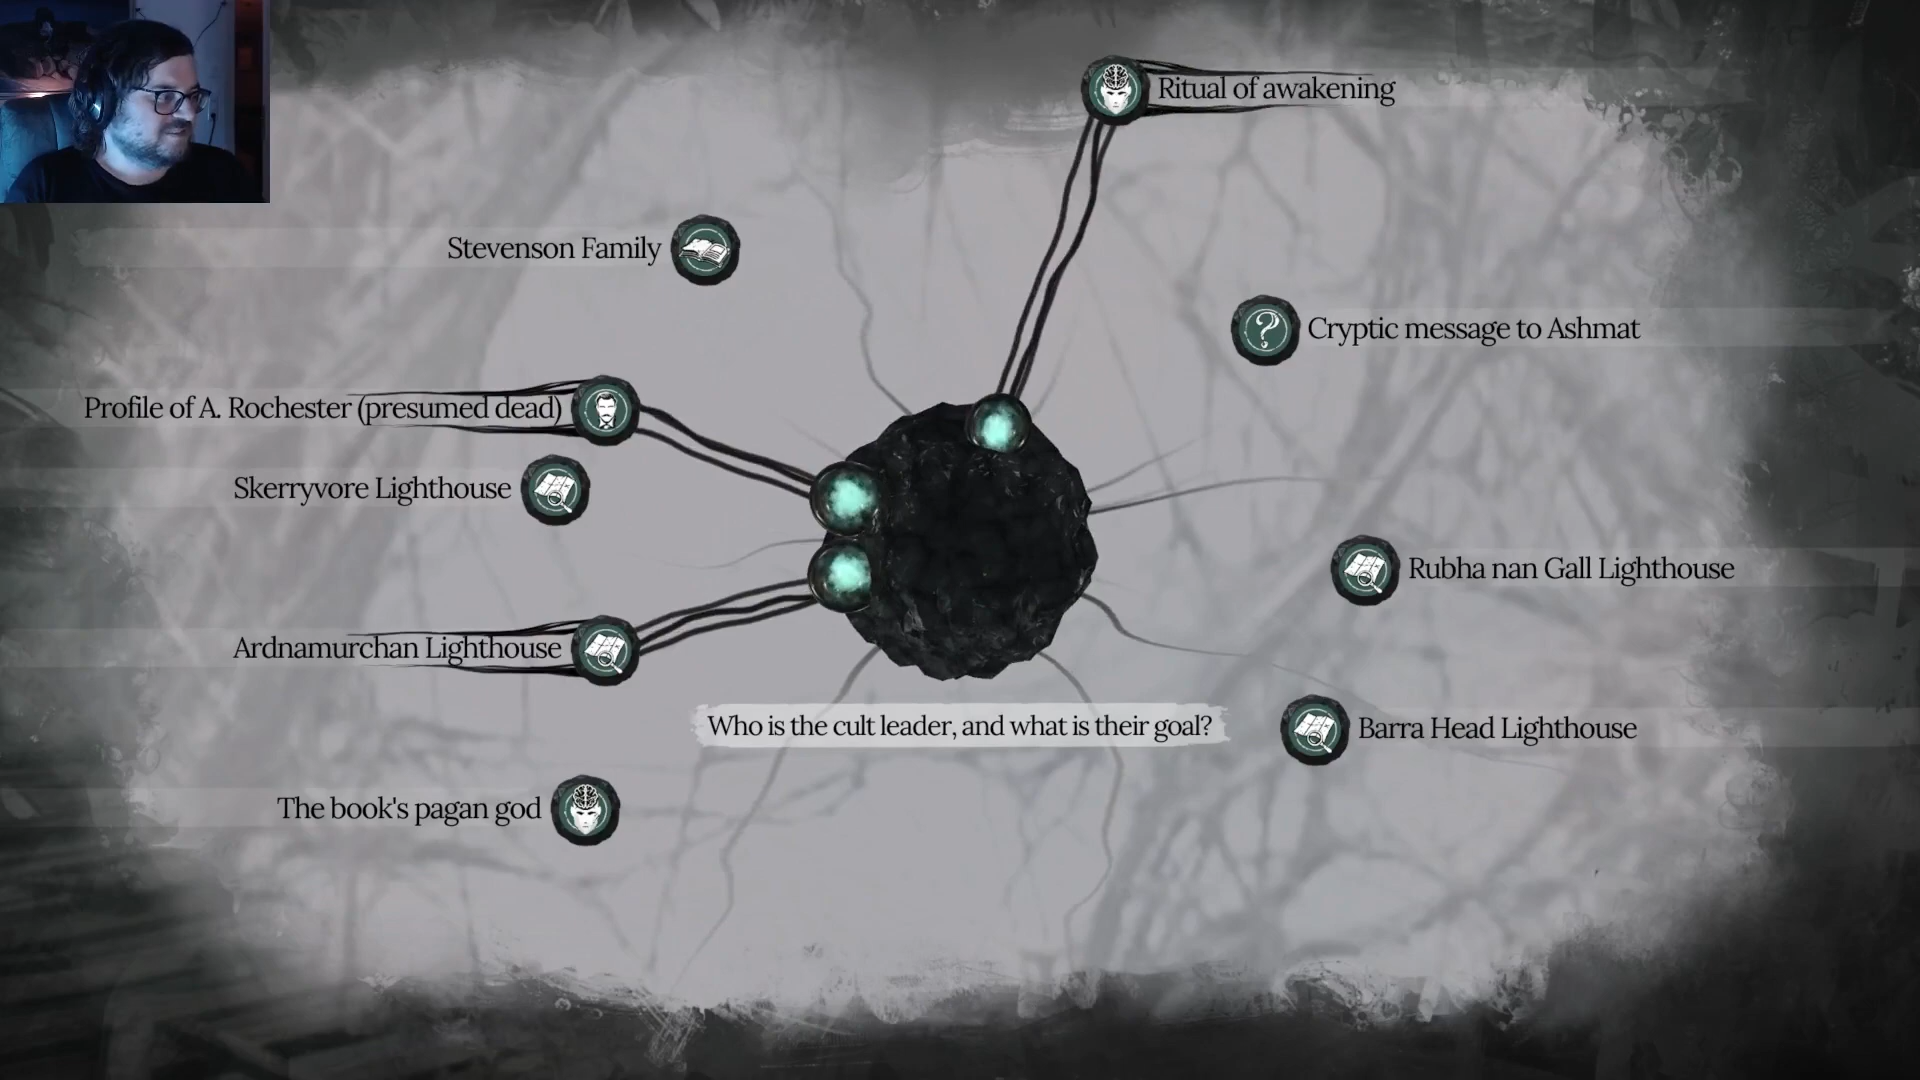 Ritual of awakening
Stevenson Family
Cryptic message to Ashmat
Profile of A. Rochester (presumed dead)
Skerryvore Lighthouse
Rubha nan Gall Lighthouse
Ardnamurchan Lighthouse
Who is the cult leader, and what is their goal?
Barra Head Lighthouse
The book's pagan god